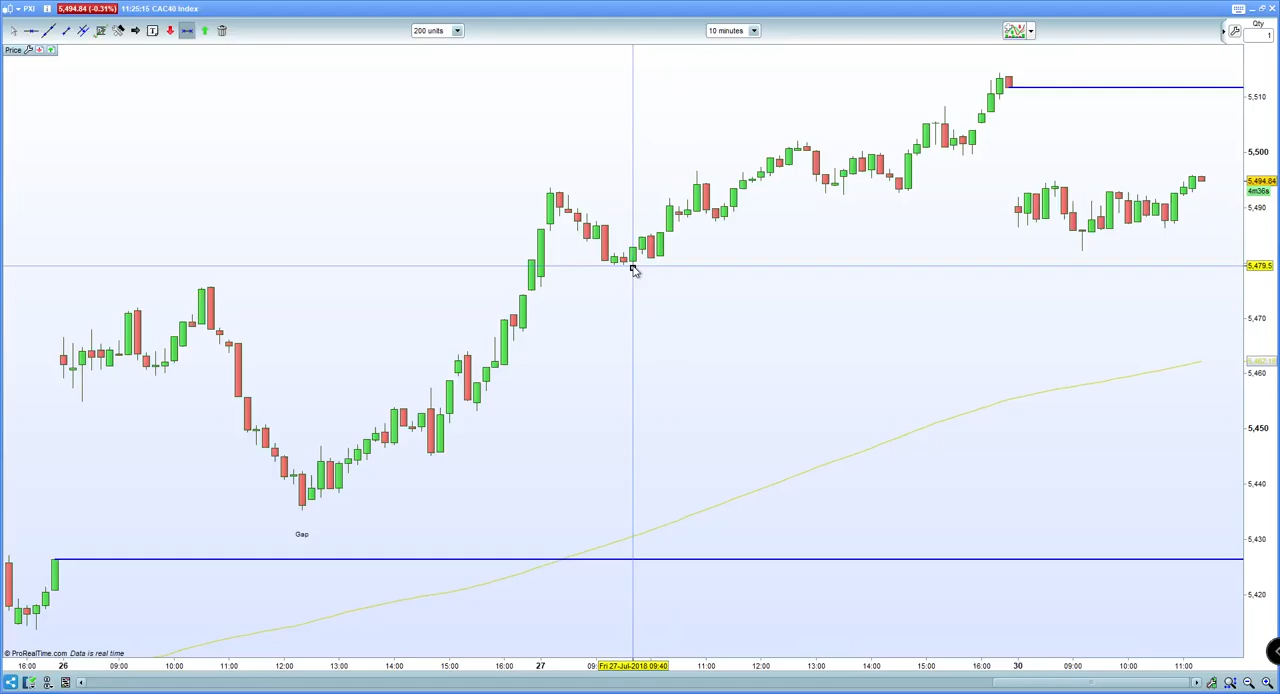 PXI 5,494.84 (-0.31%) 11:25:15 CAC40 Index
200 units 10 minutes Qty
1
Price
5,510
5,500
5,494.84
4m36s
5,490
5,479.5
5,470
5,460
5,450
5,440
Gap
5,430
5,420
© ProRealTime.com Data is real time
16:00 26 09:00 10:00 11:00 12:00 13:00 14:00 15:00 16:00 27 09: Fri 27-Jul-2018 09:40 11:00 12:00 13:00 14:00 15:00 16:00 30 09:00 10:00 11:00